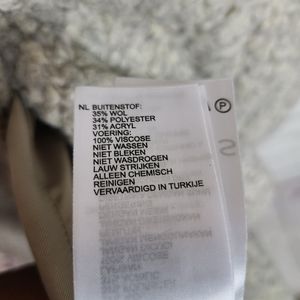 NL BUITENSTOF:
35% WOL
34% POLYESTER
31% ACRYL
VOERING:
100% VISCOSE
NIET WASSEN
NIET BLEKEN
NIET WASDROGEN
LAUW STRIJKEN
ALLEEN CHEMISCH
REINIGEN
VERVAARDIGD IN TURKIJE
P
S